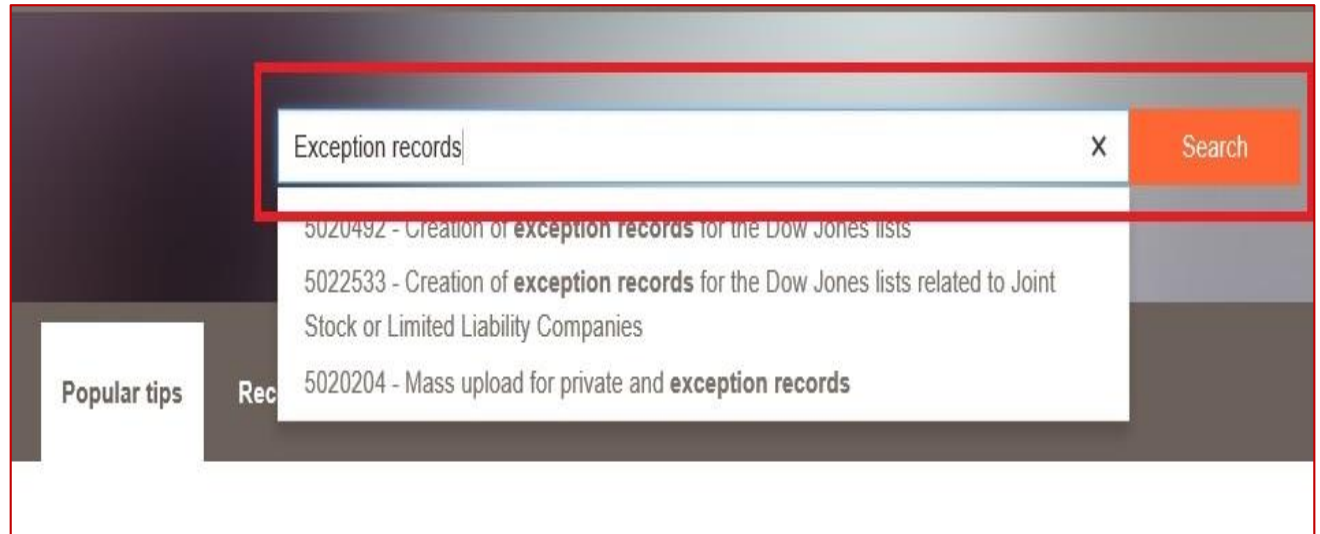 Exception records
Search
5020492 - Creation of exception records for the Dow Jones lists
5022533 - Creation of exception records for the Dow Jones lists related to Joint
Stock or Limited Liability Companies
5020204 - Mass upload for private and exception records
Popular tips
Rec